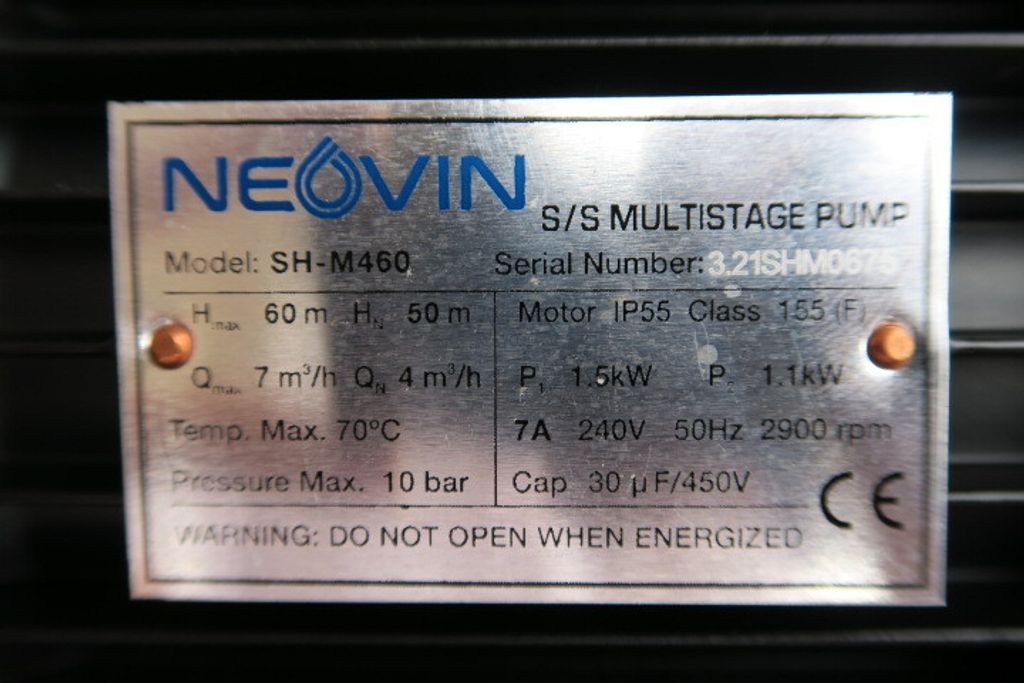 NEOVIN
S/S MULTISTAGE PUMP
Model: SH-M460 Serial Number:
Hmax 60 m HN 50 m Motor IP55 Class 155 (F)
Qmax 7 m³/h QN 4 m³/h P₁ 1.5kW P₂ 1.1kW
Temp. Max. 70°C 7A 240V 50Hz 2900 rpm
Pressure Max. 10 bar Cap 30 µF/450V
CE
WARNING: DO NOT OPEN WHEN ENERGIZED